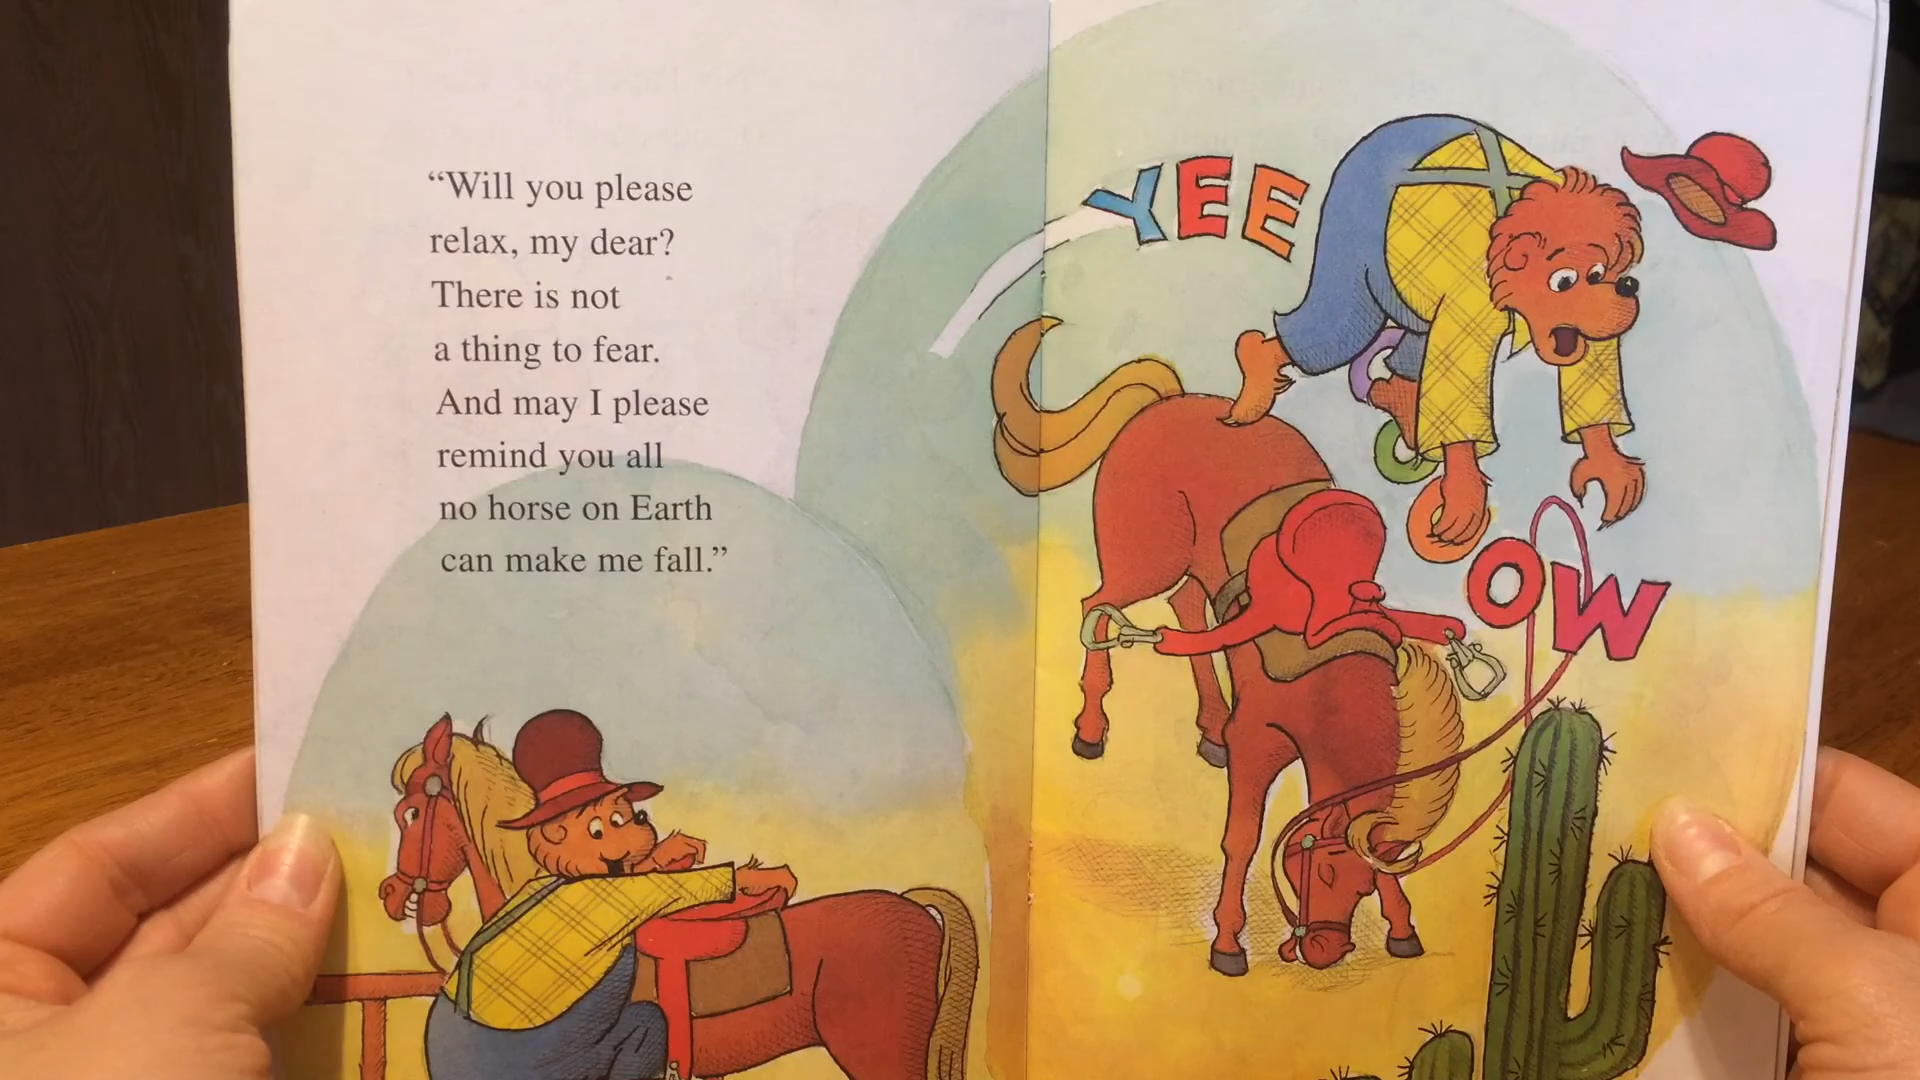 “Will you please
relax, my dear?
There is not
a thing to fear.
And may I please
remind you all
no horse on Earth
can make me fall.”
YEE
OW